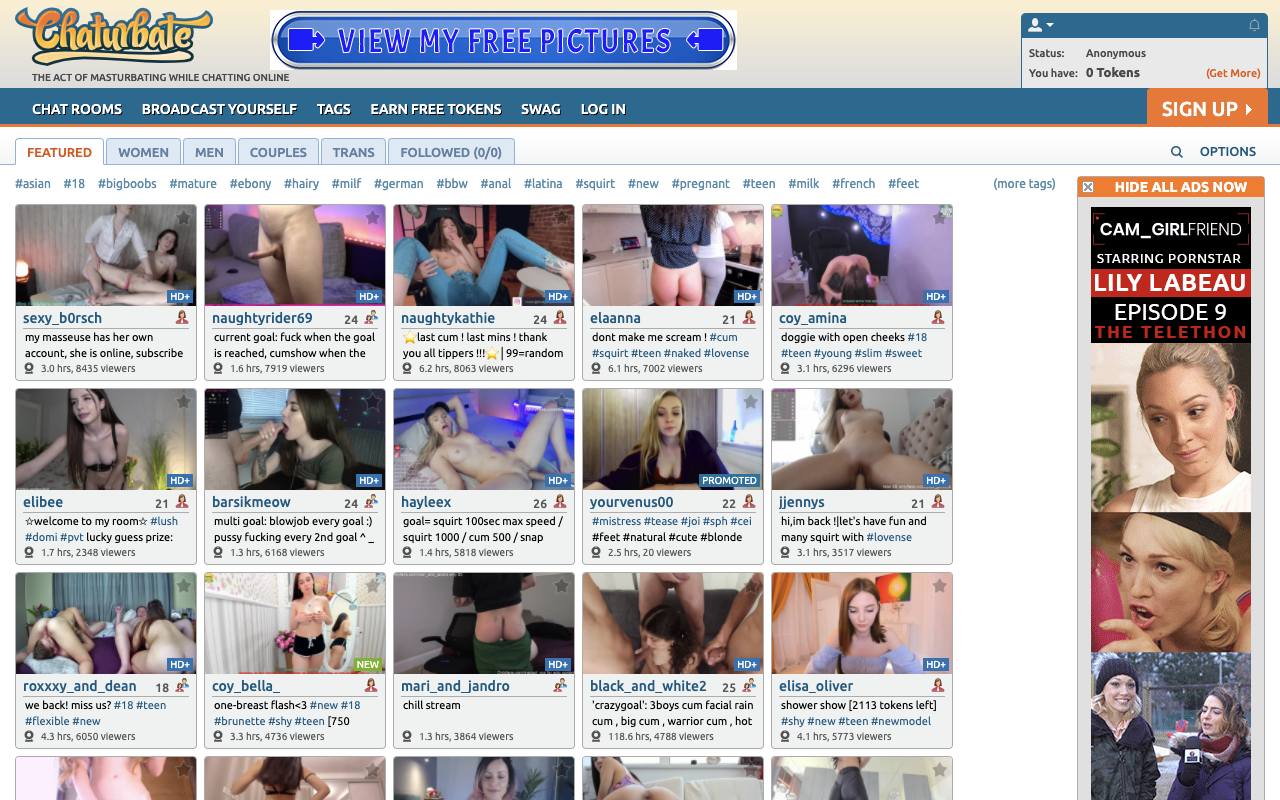 Chaturbate
THE ACT OF MASTURBATING WHILE CHATTING ONLINE
VIEW MY FREE PICTURES
Status: Anonymous
You have: 0 Tokens (Get More)
CHAT ROOMS BROADCAST YOURSELF TAGS EARN FREE TOKENS SWAG LOG IN
SIGN UP
FEATURED WOMEN MEN COUPLES TRANS FOLLOWED (0/0)
OPTIONS
#asian #18 #bigboobs #mature #ebony #hairy #milf #german #bbw #anal #latina #squirt #new #pregnant #teen #milk #french #feet (more tags)
HD+
sexy_b0rsch
my masseuse has her own
account, she is online, subscribe
3.0 hrs, 8435 viewers
HD+
naughtyrider69 24
current goal: fuck when the goal
is reached, cumshow when the
1.6 hrs, 7919 viewers
HD+
naughtykathie 24
⭐last cum ! last mins ! thank
you all tippers !!!⭐| 99=random
6.2 hrs, 8063 viewers
HD+
elaanna 21
dont make me scream ! #cum
#squirt #teen #naked #lovense
6.1 hrs, 7002 viewers
HD+
coy_amina
doggie with open cheeks #18
#teen #young #slim #sweet
3.1 hrs, 6296 viewers
HD+
elibee 21
☆welcome to my room☆ #lush
#domi #pvt lucky guess prize:
1.7 hrs, 2348 viewers
HD+
barsikmeow 24
multi goal: blowjob every goal :)
pussy fucking every 2nd goal ^ _
1.3 hrs, 6168 viewers
HD+
hayleex 26
goal= squirt 100sec max speed /
squirt 1000 / cum 500 / snap
1.4 hrs, 5818 viewers
PROMOTED
yourvenus00 22
#mistress #tease #joi #sph #cei
#feet #natural #cute #blonde
2.5 hrs, 20 viewers
HD+
jjennys 21
hi,im back !|let's have fun and
many squirt with #lovense
3.1 hrs, 3517 viewers
HD+
roxxxy_and_dean 18
we back! miss us? #18 #teen
#flexible #new
4.3 hrs, 6050 viewers
NEW
coy_bella_
one-breast flash<3 #new #18
#brunette #shy #teen [750
3.3 hrs, 4736 viewers
HD+
mari_and_jandro
chill stream
1.3 hrs, 3864 viewers
HD+
black_and_white2 25
'crazygoal': 3boys cum facial rain
cum , big cum , warrior cum , hot
118.6 hrs, 4788 viewers
HD+
elisa_oliver
shower show [2113 tokens left]
#shy #new #teen #newmodel
4.1 hrs, 5773 viewers
HIDE ALL ADS NOW
CAM_GIRLFRIEND
STARRING PORNSTAR
LILY LABEAU
EPISODE 9
THE TELETHON